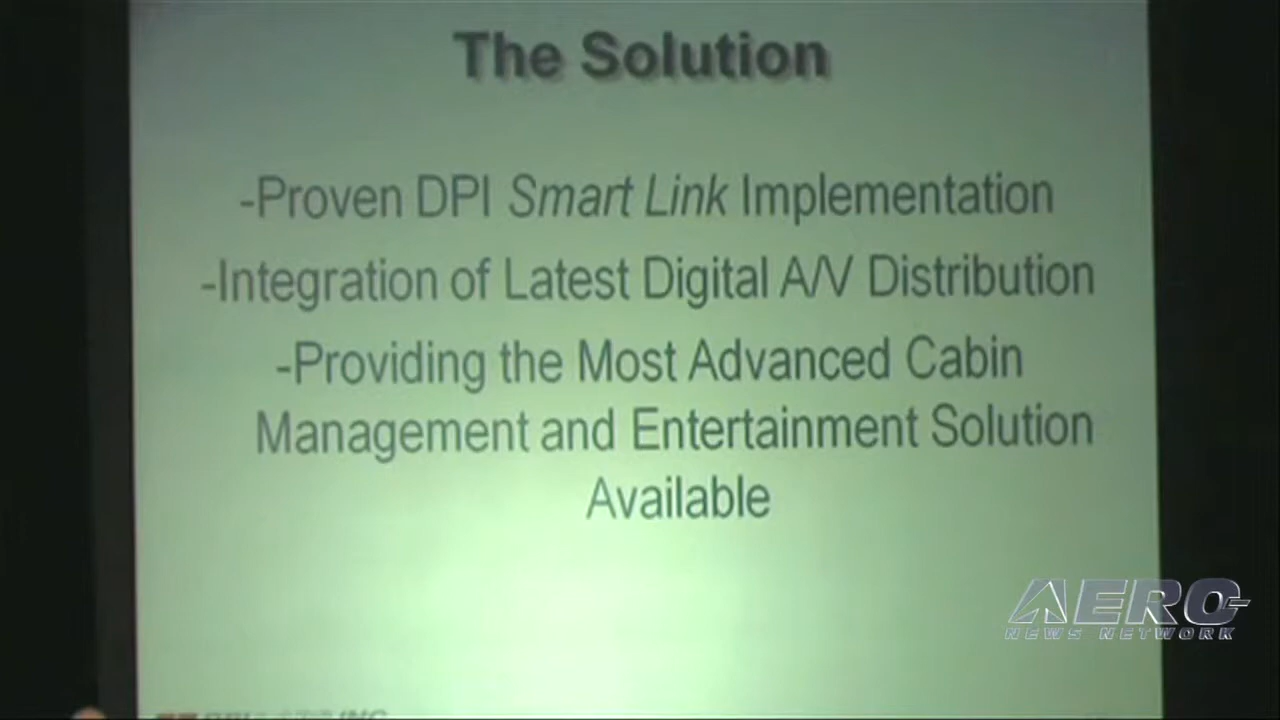 The Solution
-Proven DPI Smart Link Implementation
-Integration of Latest Digital A/V Distribution
-Providing the Most Advanced Cabin
Management and Entertainment Solution
Available
AERO-
NEWS NETWORK